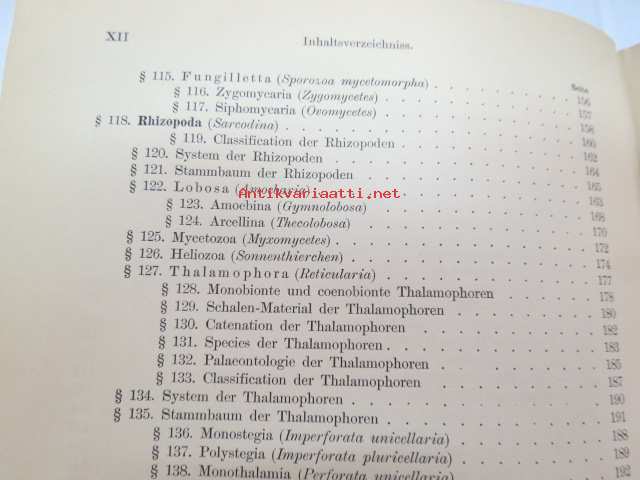 XII Inhaltsverzeichniss.
Seite
§ 115. Fungilletta (Sporozoa mycetomorpha) . . . . . . . . 156
§ 116. Zygomycaria (Zygomycetes) . . . . . . . . 157
§ 117. Siphomycaria (Ovomycetes) . . . . . . . . 158
§ 118. Rhizopoda (Sarcodina) . . . . . . . . 160
§ 119. Classification der Rhizopoden . . . . . . . . 162
§ 120. System der Rhizopoden . . . . . . . . 164
§ 121. Stammbaum der Rhizopoden . . . . . . . . 165
§ 122. Lobosa (Amoebaria) . . . . . . . . 163
§ 123. Amoebina (Gymnolobosa) . . . . . . . . 168
§ 124. Arcellina (Thecolobosa) . . . . . . . . 170
§ 125. Mycetozoa (Myxomycetes) . . . . . . . . 172
§ 126. Heliozoa (Sonnenthierchen) . . . . . . . . 174
§ 127. Thalamophora (Reticularia) . . . . . . . . 177
§ 128. Monobionte und coenobionte Thalamophoren . . . . . . 178
§ 129. Schalen-Material der Thalamophoren . . . . . . . . 180
§ 130. Catenation der Thalamophoren . . . . . . . . 182
§ 131. Species der Thalamophoren . . . . . . . . 183
§ 132. Palaeontologie der Thalamophoren . . . . . . . . 185
§ 133. Classification der Thalamophoren . . . . . . . . 187
§ 134. System der Thalamophoren . . . . . . . . 190
§ 135. Stammbaum der Thalamophoren . . . . . . . . 191
§ 136. Monostegia (Imperforata unicellaria) . . . . . . . . 188
§ 137. Polystegia (Imperforata pluricellaria) . . . . . . . . 189
§ 138. Monothalamia (Perforata unicellaria) . . . . . . . . 192
Antikvariaatti.net